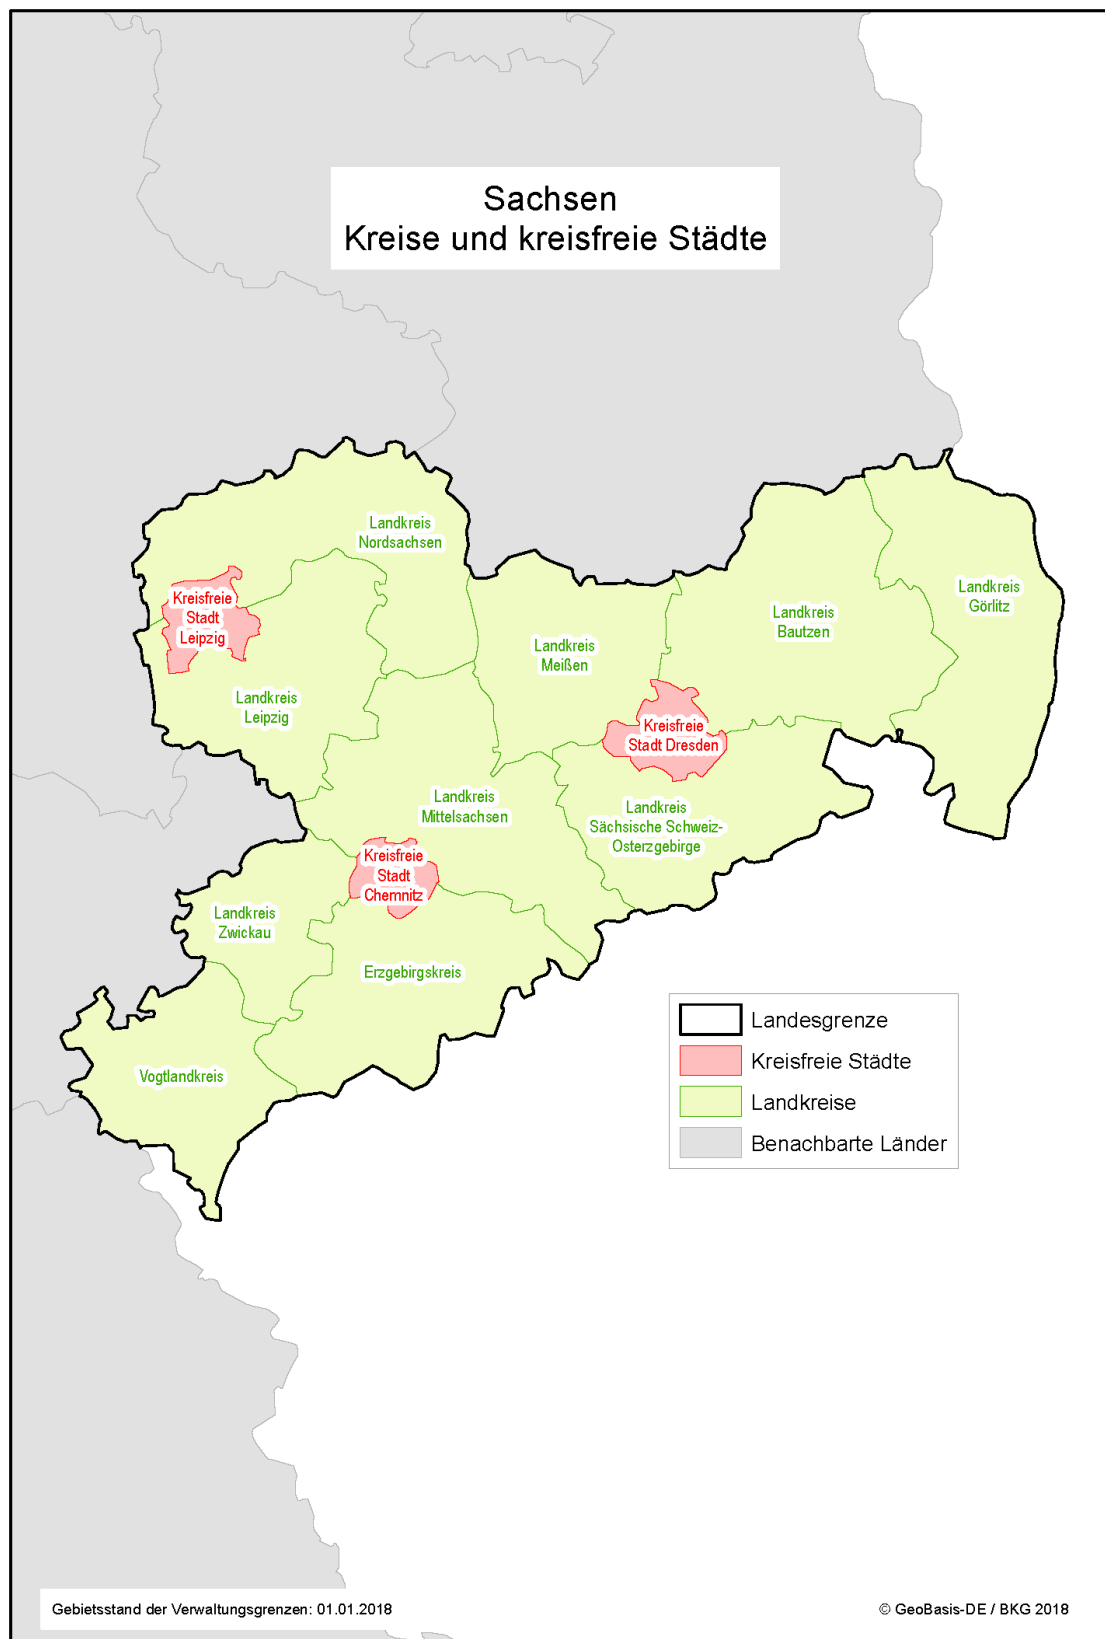 Sachsen
Kreise und kreisfreie Städte
Landkreis
Nordsachsen
Kreisfreie
Stadt
Leipzig
Landkreis
Leipzig
Landkreis
Meißen
Landkreis
Bautzen
Landkreis
Görlitz
Kreisfreie
Stadt Dresden
Landkreis
Mittelsachsen
Landkreis
Sächsische Schweiz-
Osterzgebirge
Kreisfreie
Stadt
Chemnitz
Landkreis
Zwickau
Erzgebirgskreis
Vogtlandkreis
Landesgrenze
Kreisfreie Städte
Landkreise
Benachbarte Länder
Gebietsstand der Verwaltungsgrenzen: 01.01.2018
© GeoBasis-DE / BKG 2018